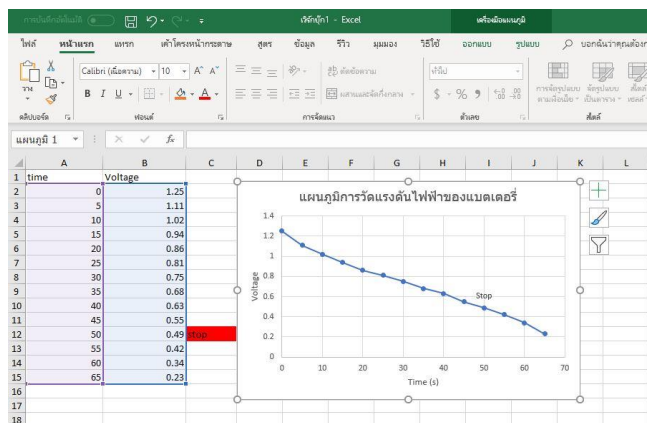 การบันทึกอัตโนมัติ
เวิร์กบุ๊ก1 - Excel
เครื่องมือแผนภูมิ
ไฟล์ หน้าแรก แทรก เค้าโครงหน้ากระดาษ สูตร ข้อมูล รีวิว มุมมอง วิธีใช้ ออกแบบ รูปแบบ บอกฉันว่าคุณต้องก
วาง
Calibri (เนื้อความ) 10 A A
B I U A
ตัดข้อความ
ผสานและจัดกึ่งกลาง
ทั่วไป
$ % 9
การจัดรูปแบบ จัดรูปแบบ สไตล์
ตามเงื่อนไข เป็นตาราง เซลล์
คลิปบอร์ด ฟอนต์ การจัดแนว ตัวเลข สไตล์
แผนภูมิ 1 fx
A B C D E F G H I J K L
1 time Voltage
2 0 1.25
3 5 1.11
4 10 1.02
5 15 0.94
6 20 0.86
7 25 0.81
8 30 0.75
9 35 0.68
10 40 0.63
11 45 0.55
12 50 0.49 stop
13 55 0.42
14 60 0.34
15 65 0.23
16
17
18
แผนภูมิการวัดแรงดันไฟฟ้าของแบตเตอรี่
1.4
1.2
1
0.8
0.6
0.4
0.2
0
Voltage
Stop
0 10 20 30 40 50 60 70
Time (s)